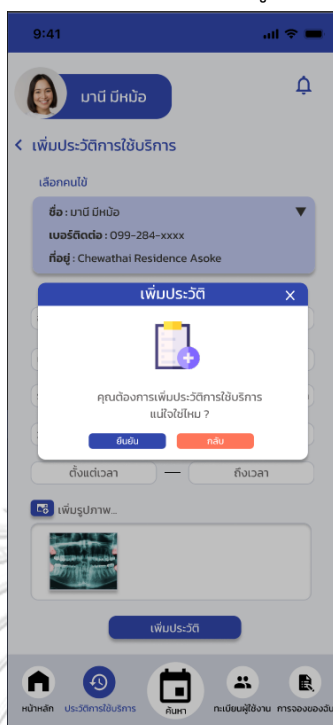 9:41
มานี มีหม้อ
เพิ่มประวัติการใช้บริการ
เลือกคนไข้
ชื่อ : มานี มีหม้อ
เบอร์ติดต่อ : 099-284-xxxx
ที่อยู่ : Chewathai Residence Asoke
เพิ่มประวัติ X
คุณต้องการเพิ่มประวัติการใช้บริการ
แน่ใจใช่ไหม ?
ยืนยัน กลับ
ตั้งแต่เวลา — ถึงเวลา
เพิ่มรูปภาพ...
เพิ่มประวัติ
หน้าหลัก ประวัติการใช้บริการ ค้นหา ทะเบียนผู้ใช้งาน การจองของฉัน